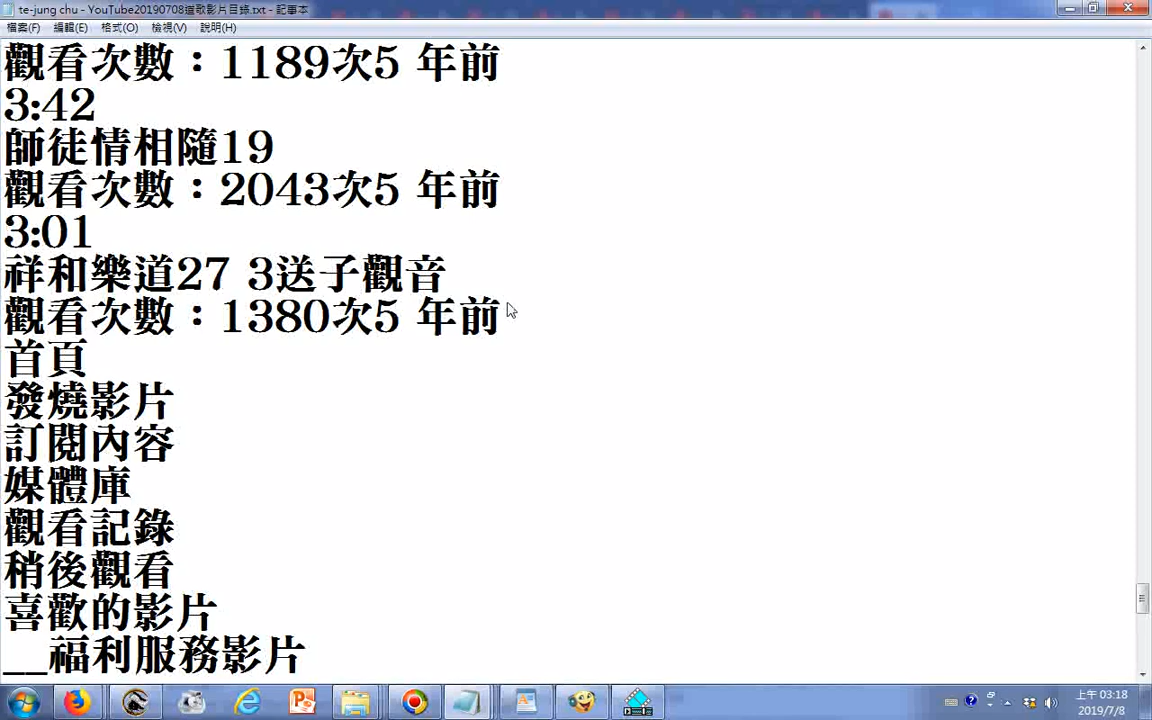 te-jung chu - YouTube20190708道歌影片目錄.txt - 記事本
檔案(F) 編輯(E) 格式(O) 檢視(V) 說明(H)
觀看次數：1189次5 年前
3:42
師徒情相隨19
觀看次數：2043次5 年前
3:01
祥和樂道27 3送子觀音
觀看次數：1380次5 年前
首頁
發燒影片
訂閱內容
媒體庫
觀看記錄
稍後觀看
喜歡的影片
__福利服務影片
上午 03:18
2019/7/8